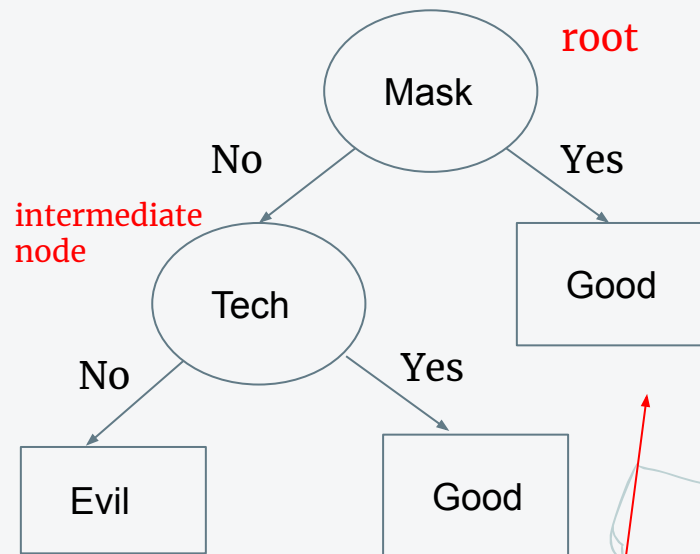 root
Mask
No
Yes
intermediate
node
Good
Tech
No
Yes
Evil
Good